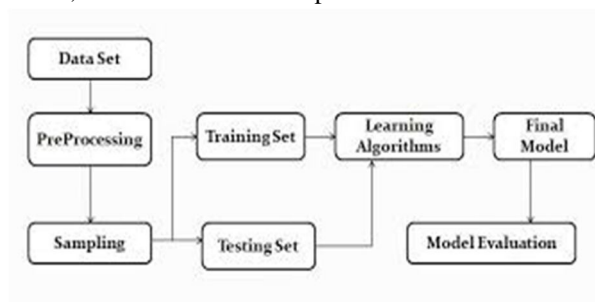 Data Set
PreProcessing
Sampling
Training Set
Testing Set
Learning
Algorithms
Final
Model
Model Evaluation